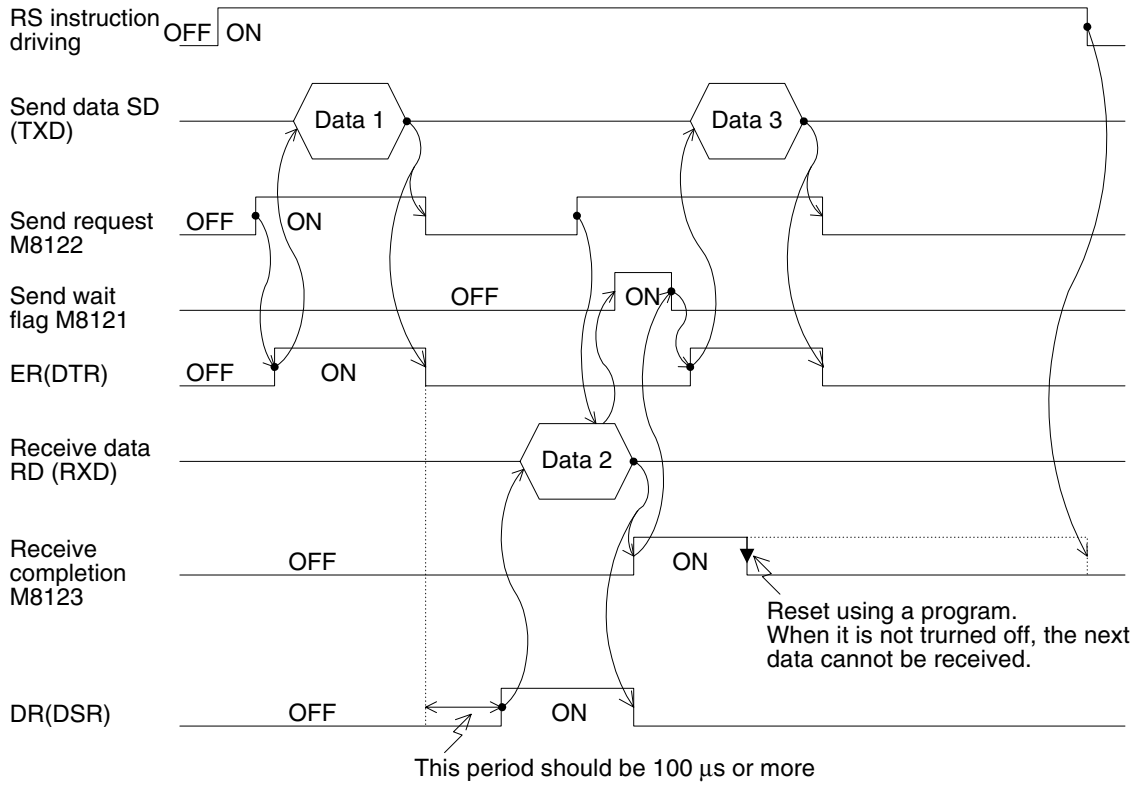 RS instruction
driving
OFF ON
Send data SD
(TXD)
Data 1
Data 3
Send request
M8122
OFF ON
Send wait
flag M8121
OFF ON
ER(DTR)
OFF ON
Receive data
RD (RXD)
Data 2
Receive
completion
M8123
OFF ON
Reset using a program.
When it is not trurned off, the next
data cannot be received.
DR(DSR)
OFF ON
This period should be 100 μs or more